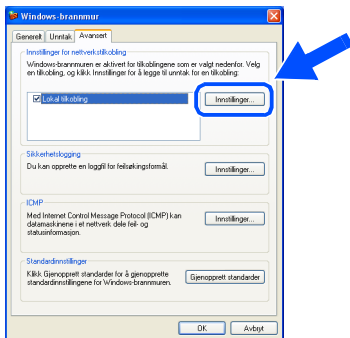 Windows-brannmur
Generelt Unntak Avansert
Innstillinger for nettverkstilkobling
Windows-brannmuren er aktivert for tilkoblingene som er valgt nedenfor. Velg
en tilkobling, og klikk Innstillinger for å legge til unntak for en tilkobling:
Lokal tilkobling
Innstillinger...
Sikkerhetslogging
Du kan opprette en loggfil for feilsøkingsformål.
Innstillinger...
ICMP
Med Internet Control Message Protocol (ICMP) kan
datamaskinene i et nettverk dele feil- og
statusinformasjon.
Innstillinger...
Standardinnstillinger
Klikk Gjenopprett standarder for å gjenopprette
standardinnstillingene for Windows-brannmuren.
Gjenopprett standarder
OK Avbryt